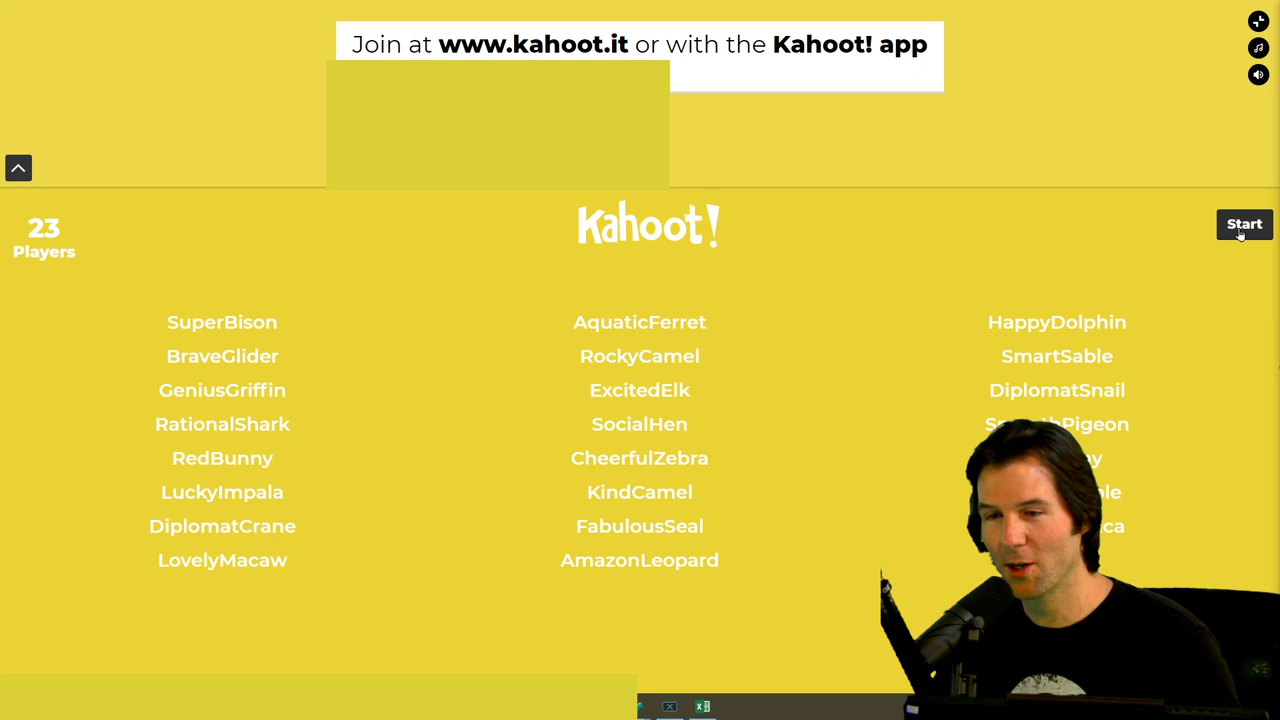 Join at www.kahoot.it or with the Kahoot! app
23
Players
Kahoot!
Start
SuperBison AquaticFerret HappyDolphin
BraveGlider RockyCamel SmartSable
GeniusGriffin ExcitedElk DiplomatSnail
RationalShark SocialHen
RedBunny CheerfulZebra
LuckyImpala KindCamel
DiplomatCrane FabulousSeal
LovelyMacaw AmazonLeopard